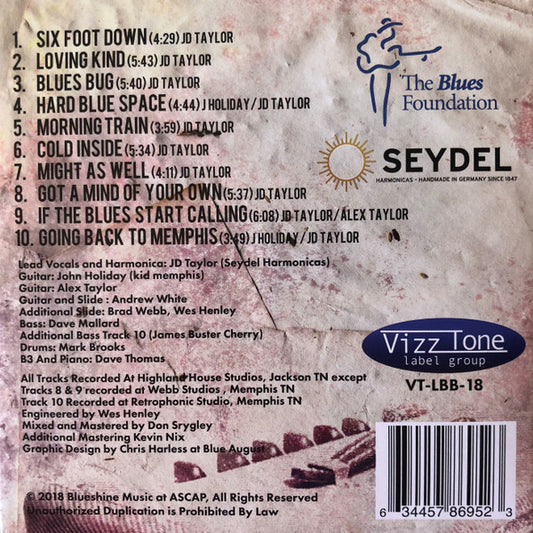 1. SIX FOOT DOWN (4:29) JD TAYLOR
2. LOVING KIND (5:43) JD TAYLOR
3. BLUES BUG (5:40) JD TAYLOR
4. HARD BLUE SPACE (4:44) J HOLIDAY / JD TAYLOR
5. MORNING TRAIN (3:59) JD TAYLOR
6. COLD INSIDE (5:34) JD TAYLOR
7. MIGHT AS WELL (4:11) JD TAYLOR
8. GOT A MIND OF YOUR OWN (5:37) JD TAYLOR
9. IF THE BLUES START CALLING (6:08) JD TAYLOR/ALEX TAYLOR
10. GOING BACK TO MEMPHIS (3:49) J HOLIDAY / JD TAYLOR
The Blues
Foundation
SEYDEL
HARMONICAS - HANDMADE IN GERMANY SINCE 1847
Lead Vocals and Harmonica: JD Taylor (Seydel Harmonicas)
Guitar: John Holiday (kid memphis)
Guitar: Alex Taylor
Guitar and Slide : Andrew White
Additional Slide: Brad Webb, Wes Henley
Bass: Dave Mallard
Additional Bass Track 10 (James Buster Cherry)
Drums: Mark Brooks
B3 And Piano: Dave Thomas
All Tracks Recorded At Highland House Studios, Jackson TN except
Tracks 8 & 9 recorded at Webb Studios , Memphis TN
Track 10 Recorded at Retrophonic Studio, Memphis TN
Engineered by Wes Henley
Mixed and Mastered by Don Srygley
Additional Mastering Kevin Nix
Graphic Design by Chris Harless at Blue August
Vizz Tone
label group
VT-LBB-18
© 2018 Blueshine Music at ASCAP, All Rights Reserved
Unauthorized Duplication is Prohibited By Law
6 34457 86952 3